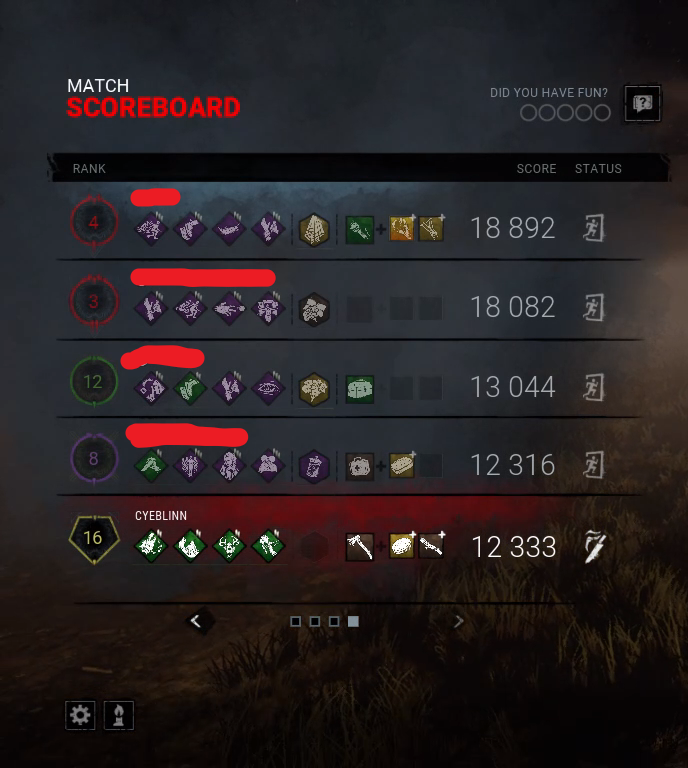 MATCH
SCOREBOARD
DID YOU HAVE FUN?
RANK SCORE STATUS
4 18 892
3 18 082
12 13 044
8 12 316
CYEBLINN
16 12 333